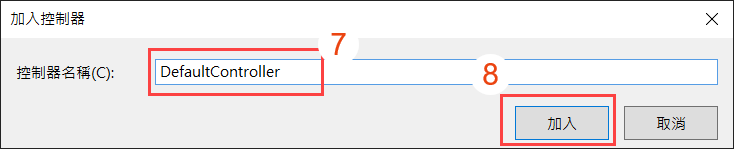 加入控制器
7
控制器名稱(C):
DefaultController
8
加入
取消